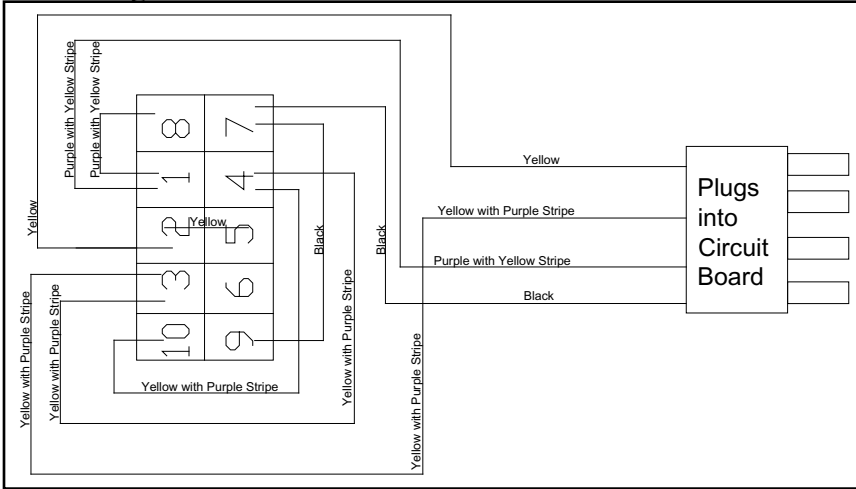 Purple with Yellow Stripe
Purple with Yellow Stripe
Yellow
8
7
1
4
2
Yellow
5
3
6
10
9
Black
Black
Yellow
Yellow with Purple Stripe
Purple with Yellow Stripe
Black
Plugs
into
Circuit
Board
Yellow with Purple Stripe
Yellow with Purple Stripe
Yellow with Purple Stripe
Yellow with Purple Stripe
Yellow with Purple Stripe